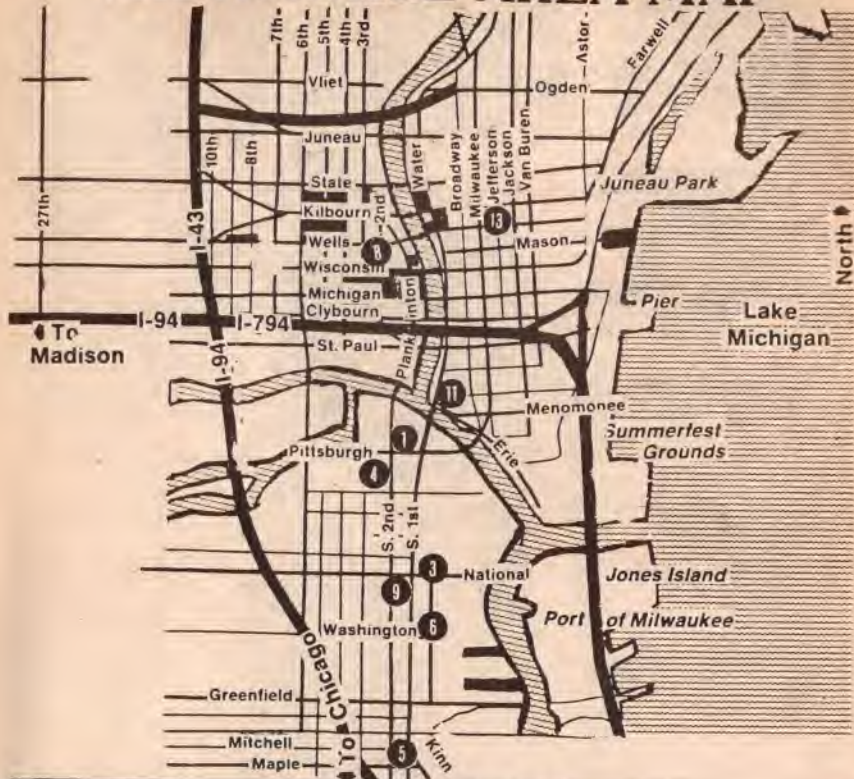 AREA MAP
7th
6th
5th
4th
3rd
Astor
Farwell
Vliet
Ogden
Juneau
10th
8th
Water
Broadway
Milwaukee
Jefferson
Jackson
Van Buren
State
Juneau Park
27th
I-43
Kilbourn
2nd
13
Wells
8
Mason
North
Wisconsin
Michigan
Plankinton
Pier
Clybourn
Lake
Michigan
I-94
I-794
To
Madison
I-94
St. Paul
11
Menomonee
1
Erie
Summerfest
Grounds
Pittsburgh
4
S. 2nd
S. 1st
3
National
Jones Island
9
Port of Milwaukee
Washington
6
To Chicago
Greenfield
Mitchell
5
Kinn
Maple